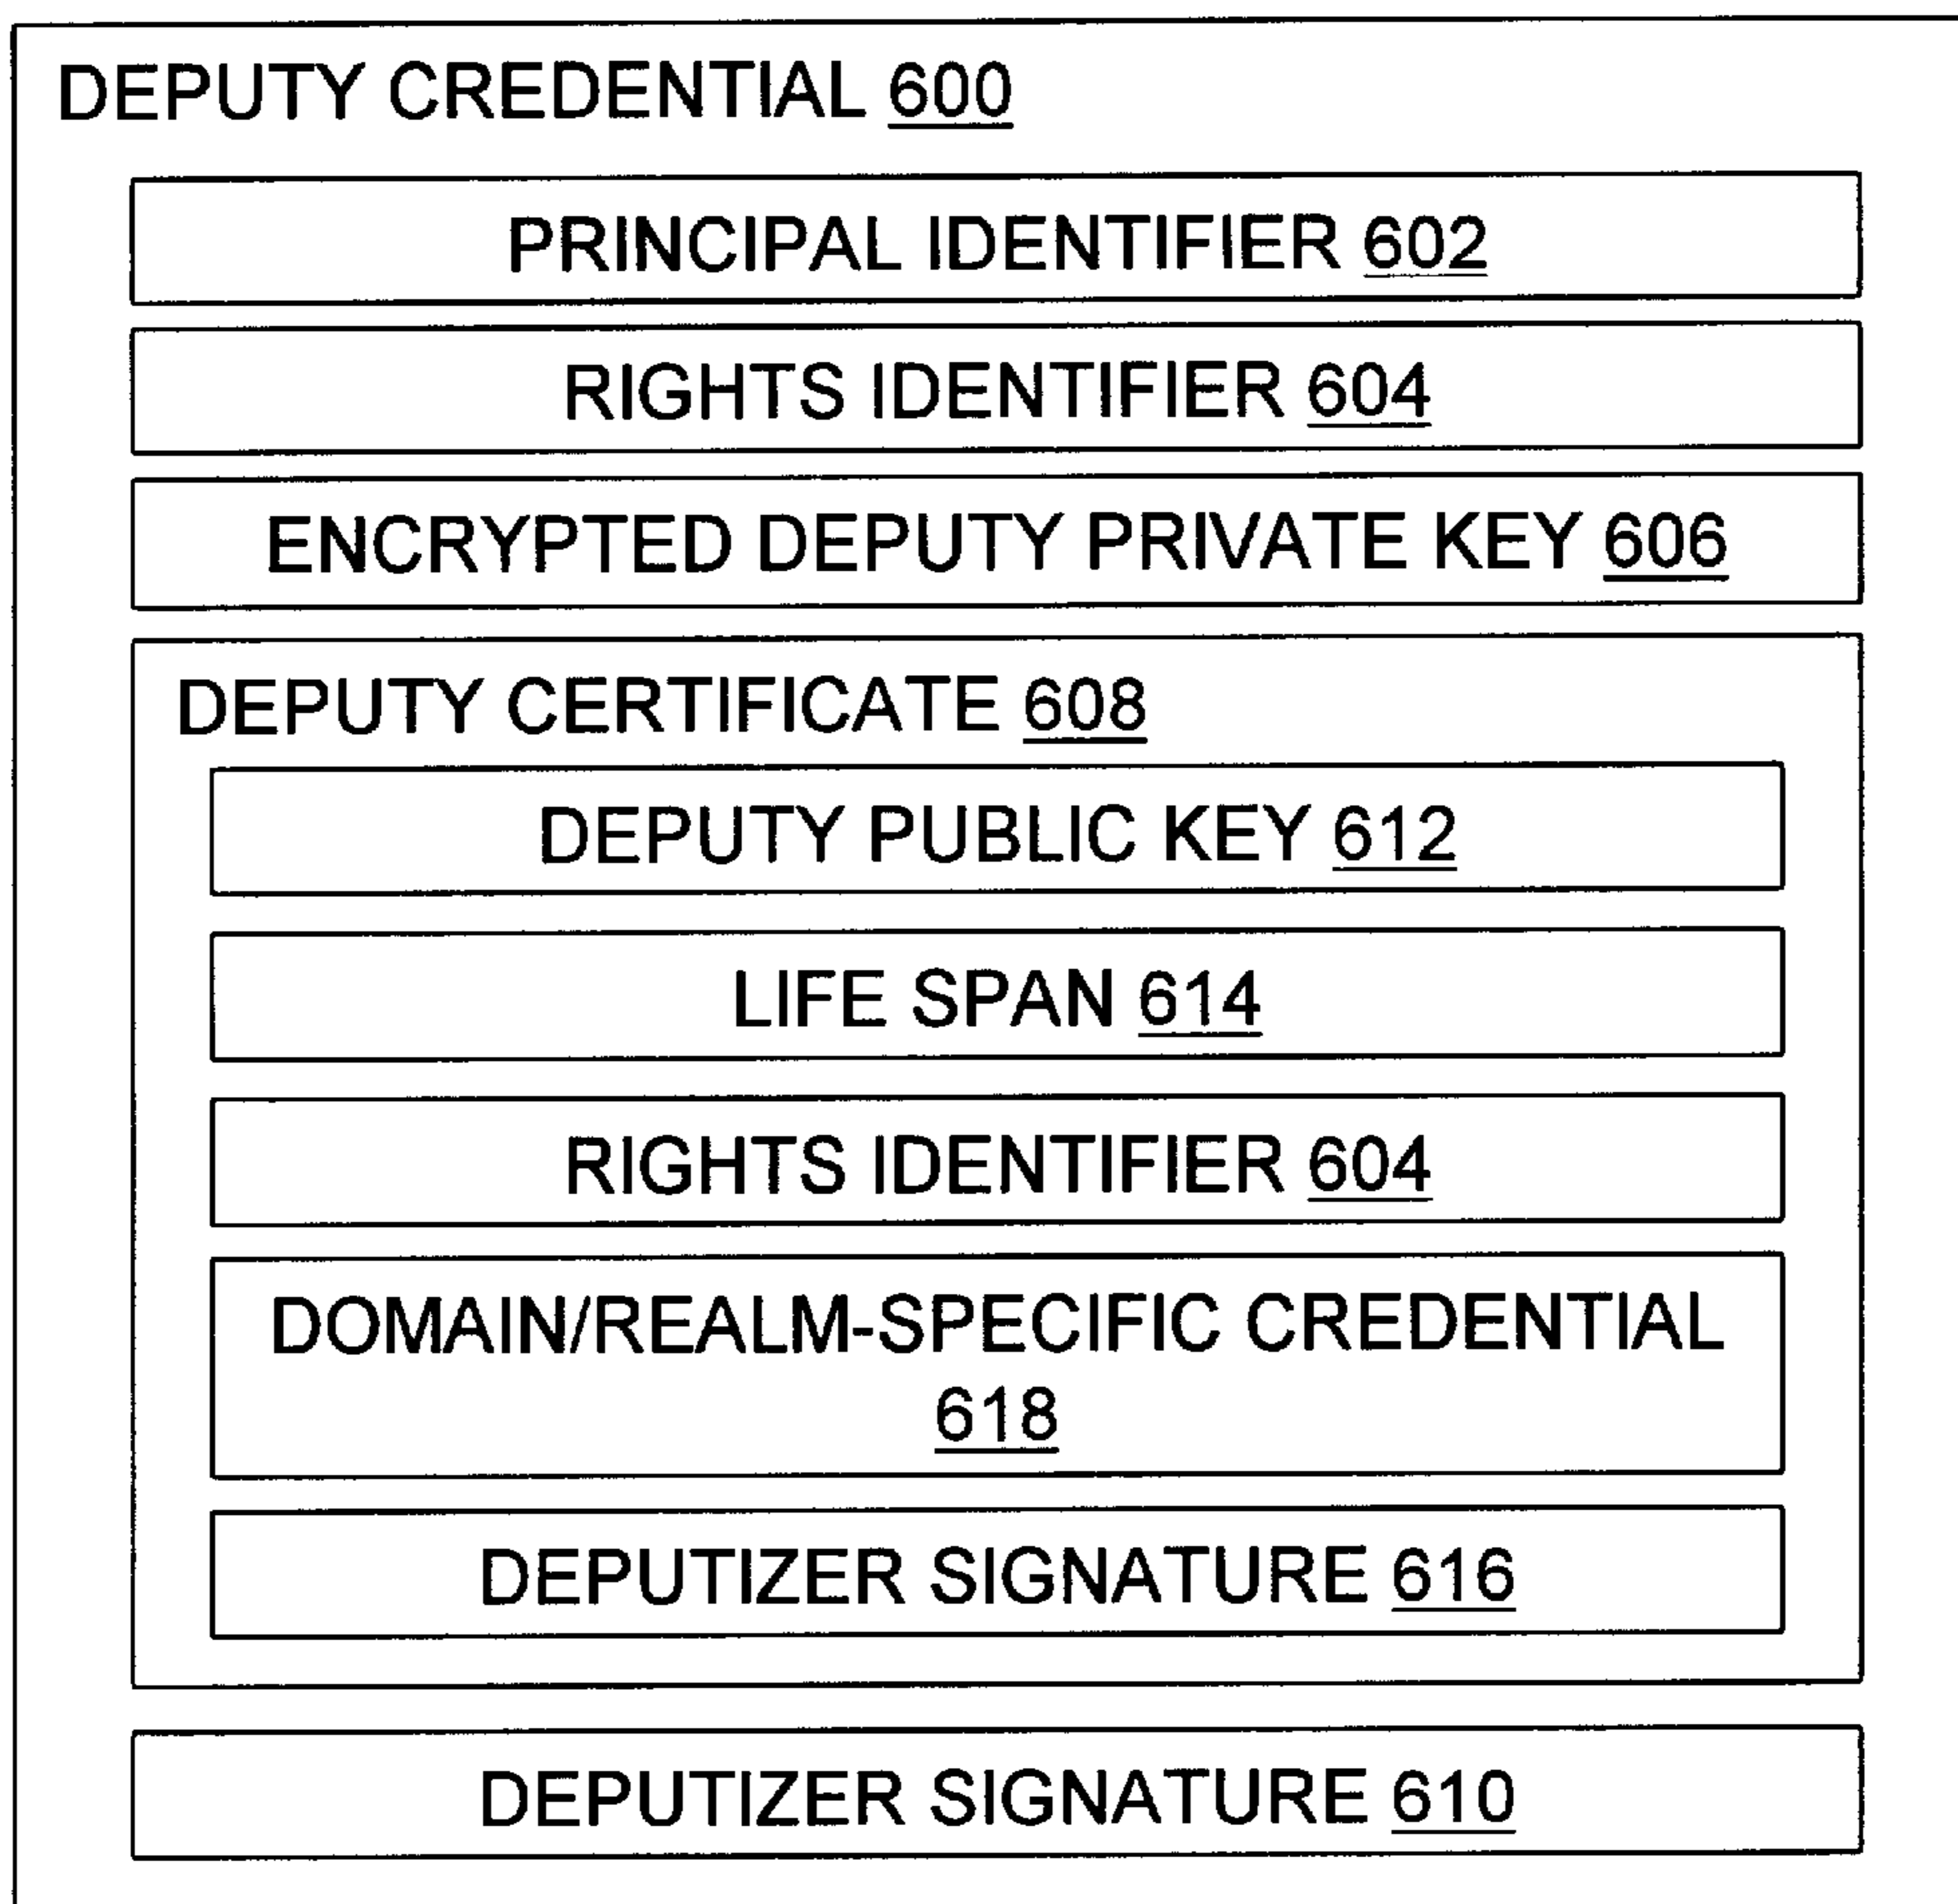 DEPUTY CREDENTIAL 600
PRINCIPAL IDENTIFIER 602
RIGHTS IDENTIFIER 604
ENCRYPTED DEPUTY PRIVATE KEY 606
DEPUTY CERTIFICATE 608
DEPUTY PUBLIC KEY 612
LIFE SPAN 614
RIGHTS IDENTIFIER 604
DOMAIN/REALM-SPECIFIC CREDENTIAL
618
DEPUTIZER SIGNATURE 616
DEPUTIZER SIGNATURE 610